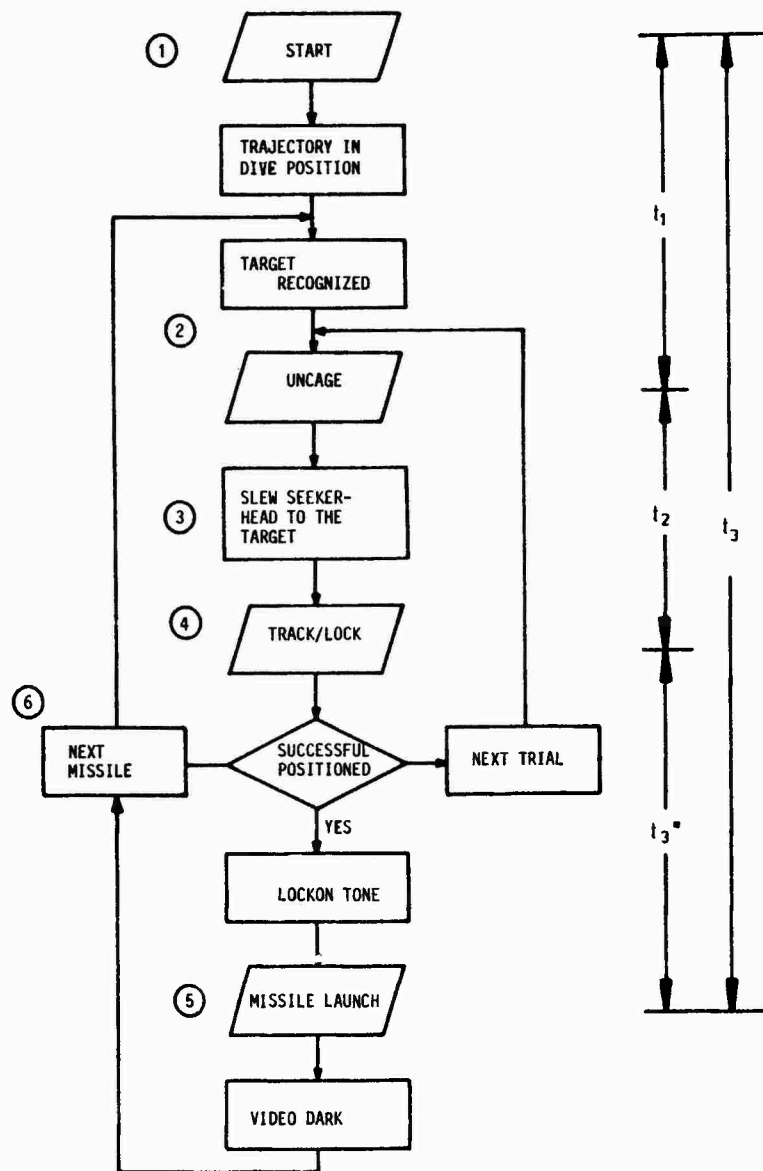 1
START
TRAJECTORY IN
DIVE POSITION
t1
TARGET
RECOGNIZED
2
UNCAGE
3
SLEW SEEKER-
HEAD TO THE
TARGET
t2
t3
4
TRACK/LOCK
6
NEXT
MISSILE
SUCCESSFUL
POSITIONED
NEXT TRIAL
YES
t3*
LOCKON TONE
5
MISSILE LAUNCH
VIDEO DARK